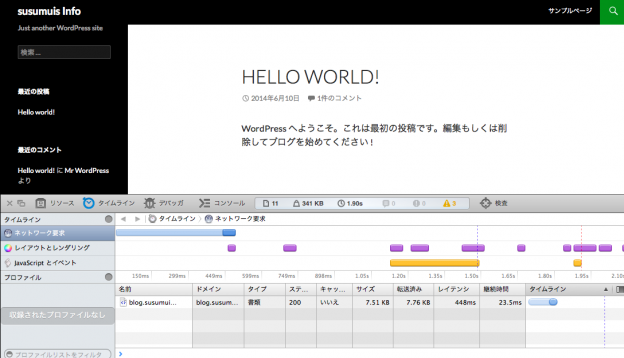 susumuis Info
サンプルページ
Just another WordPress site
検索 ...
最近の投稿
Hello world!
最近のコメント
Hello world! に Mr WordPress
より
HELLO WORLD!
2014年6月10日 1件のコメント
WordPress へようこそ。これは最初の投稿です。編集もしくは削
除してブログを始めてください !
リソース タイムライン デバッガ コンソール 11 341 KB 1.90s 0 0 3 検査
タイムライン タイムライン ネットワーク要求
ネットワーク要求
レイアウトとレンダリング
JavaScript とイベント
150ms 299ms 449ms 599ms 749ms 898ms 1.05s 1.20s 1.35s 1.50s 1.65s 1.80s 1.95s 2.10s
プロファイル
名前 ドメイン タイプ ステ... キャッ... サイズ 転送済み レイテンシ 継続時間 タイムライン
blog.susumui... blog.susum... 書類 200 いいえ 7.51 KB 7.76 KB 448ms 23.5ms
収録されたプロファイルなし
プロファイルリストをフィルタ